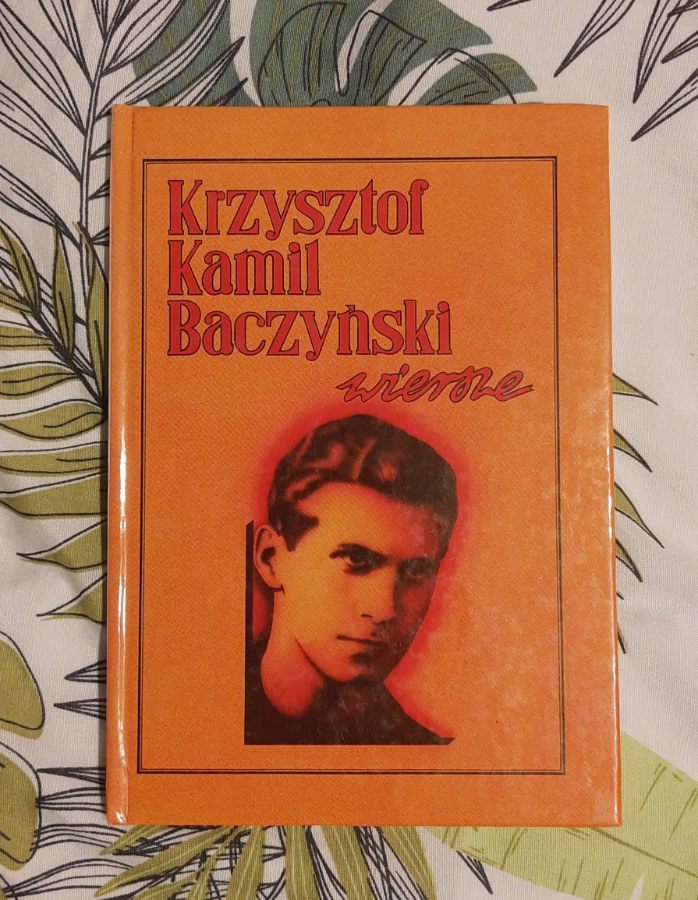 Krzysztof
Kamil
Baczyński
wiersze